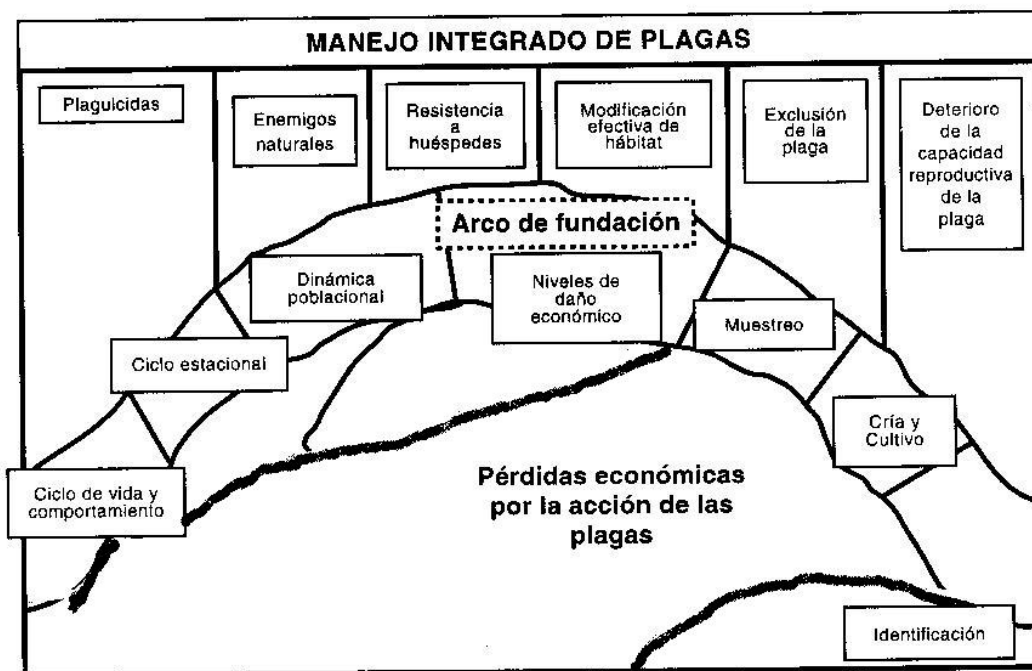 MANEJO INTEGRADO DE PLAGAS
Plaguicidas
Enemigos
naturales
Resistencia
a
huéspedes
Modificación
efectiva de
hábitat
Exclusión
de la
plaga
Deterioro
de la
capacidad
reproductiva
de la
plaga
Arco de fundación
Dinámica
poblacional
Niveles de
daño
económico
Muestreo
Ciclo estacional
Cría y
Cultivo
Ciclo de vida y
comportamiento
Pérdidas económicas
por la acción de las
plagas
Identificación